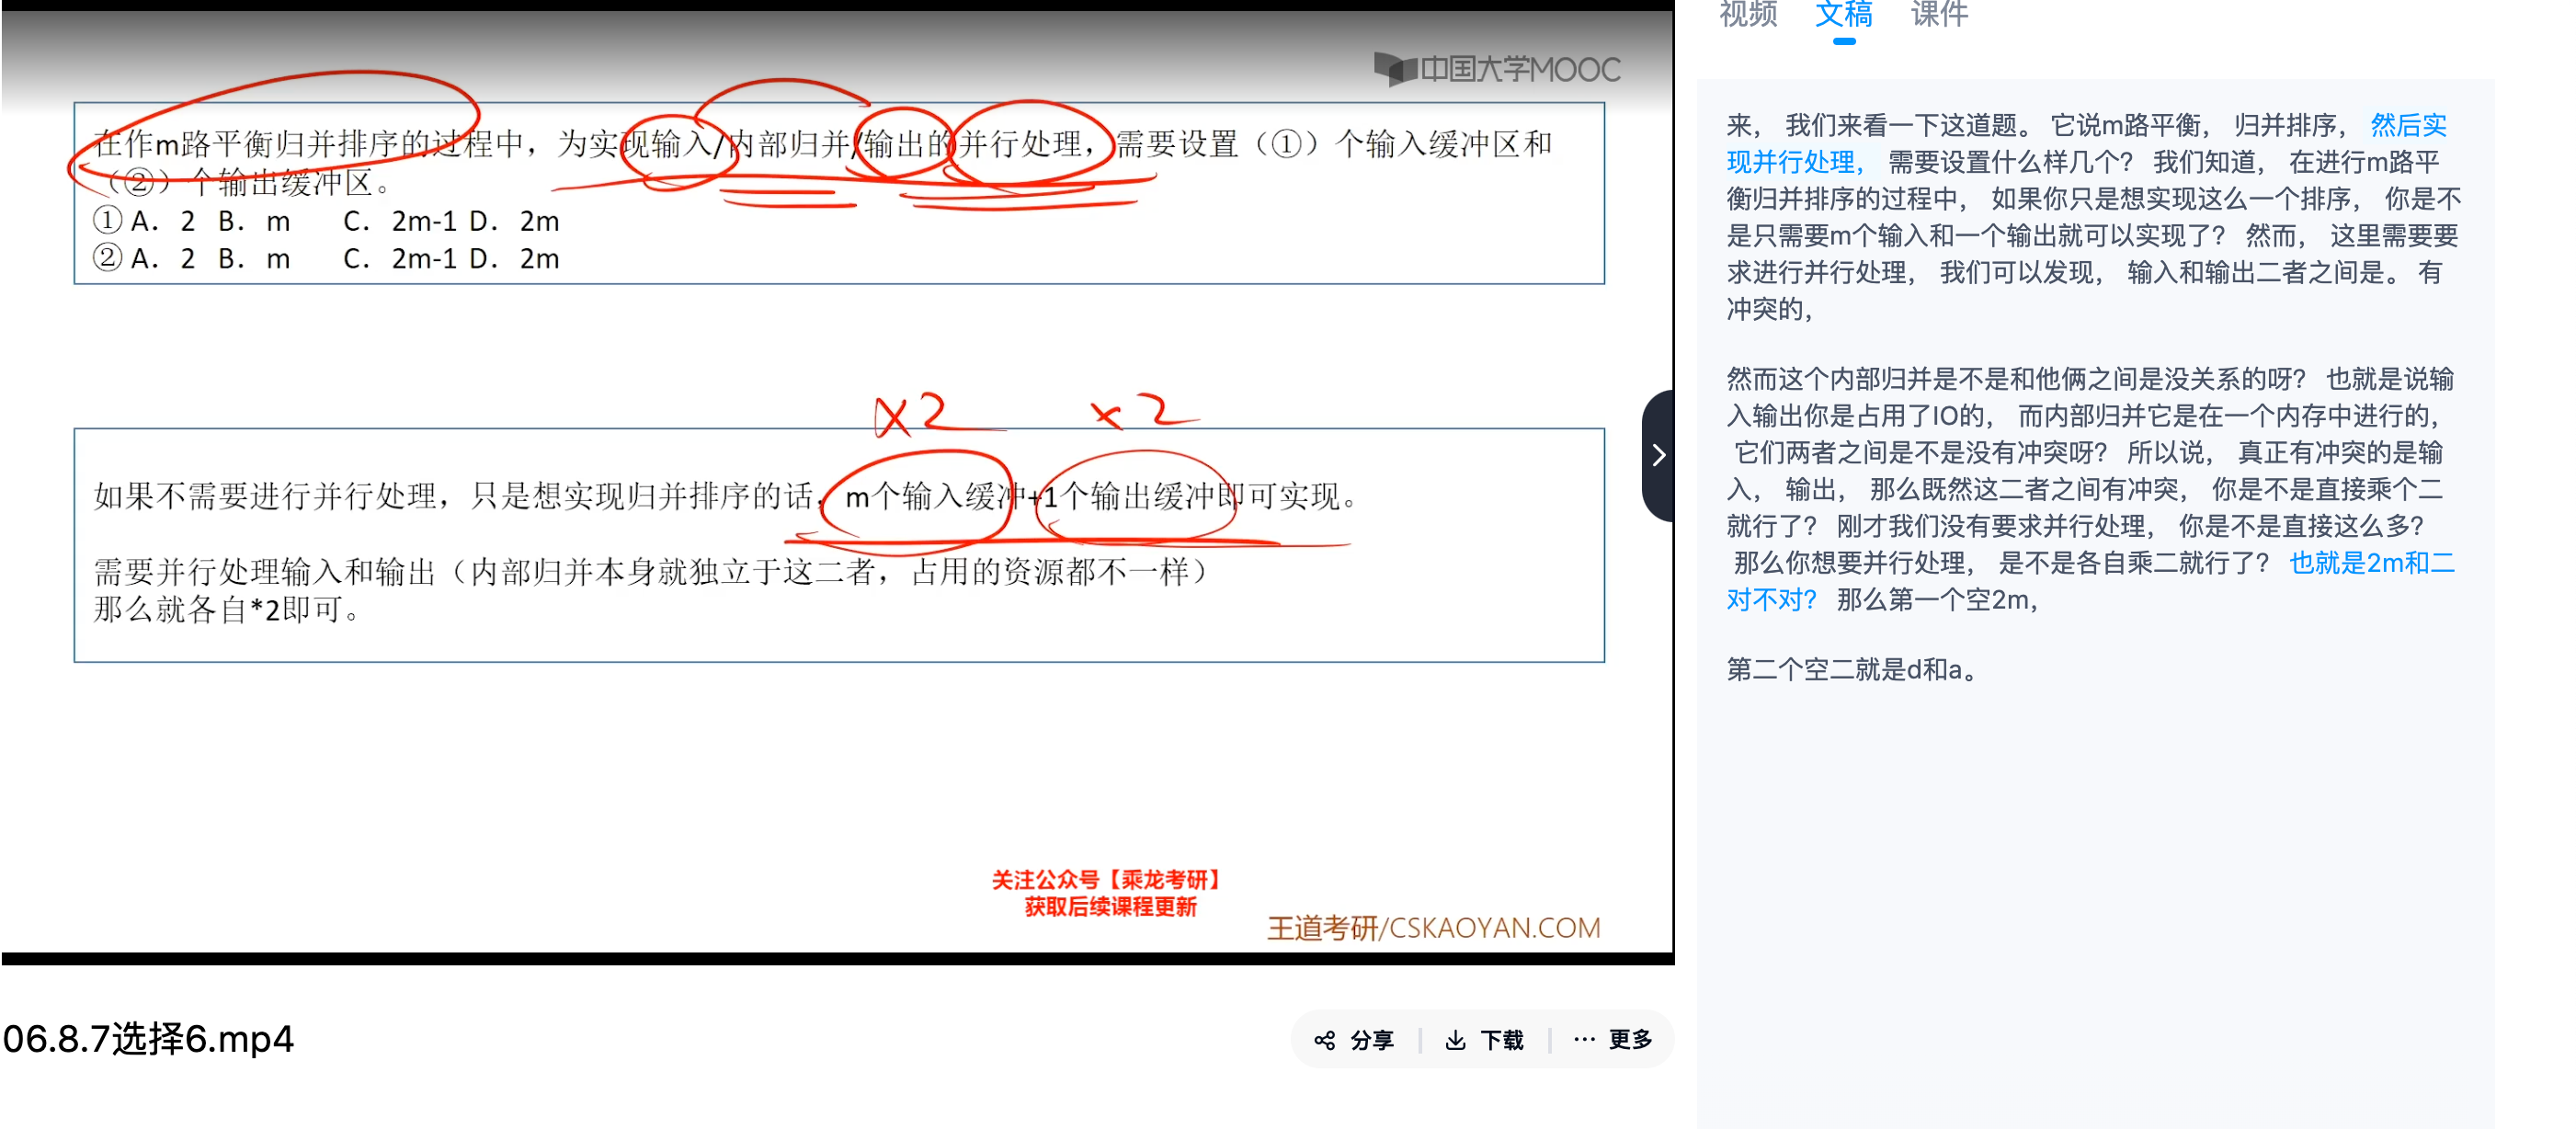 中国大学MOOC
在作m路平衡归并排序的过程中，为实现输入/内部归并/输出的并行处理，需要设置（①）个输入缓冲区和
（②）个输出缓冲区。
① A. 2 B. m C. 2m-1 D. 2m
② A. 2 B. m C. 2m-1 D. 2m
×2 ×2
如果不需要进行并行处理，只是想实现归并排序的话，m个输入缓冲+1个输出缓冲即可实现。
需要并行处理输入和输出（内部归并本身就独立于这二者，占用的资源都不一样）
那么就各自*2即可。
关注公众号【乘龙考研】
获取后续课程更新
王道考研/CSKAOYAN.COM
06.8.7选择6.mp4
分享 下载 更多
视频 文稿 课件
来， 我们来看一下这道题。 它说m路平衡， 归并排序， 然后实
现并行处理， 需要设置什么样几个？ 我们知道， 在进行m路平
衡归并排序的过程中， 如果你只是想实现这么一个排序， 你是不
是只需要m个输入和一个输出就可以实现了？ 然而， 这里需要要
求进行并行处理， 我们可以发现， 输入和输出二者之间是。 有
冲突的，
然而这个内部归并是不是和他俩之间是没关系的呀？ 也就是说输
入输出你是占用了IO的， 而内部归并它是在一个内存中进行的，
它们两者之间是不是没有冲突呀？ 所以说， 真正有冲突的是输
入， 输出， 那么既然这二者之间有冲突， 你是不是直接乘个二
就行了？ 刚才我们没有要求并行处理， 你是不是直接这么多？
那么你想要并行处理， 是不是各自乘二就行了？ 也就是2m和二
对不对？ 那么第一个空2m，
第二个空二就是d和a。